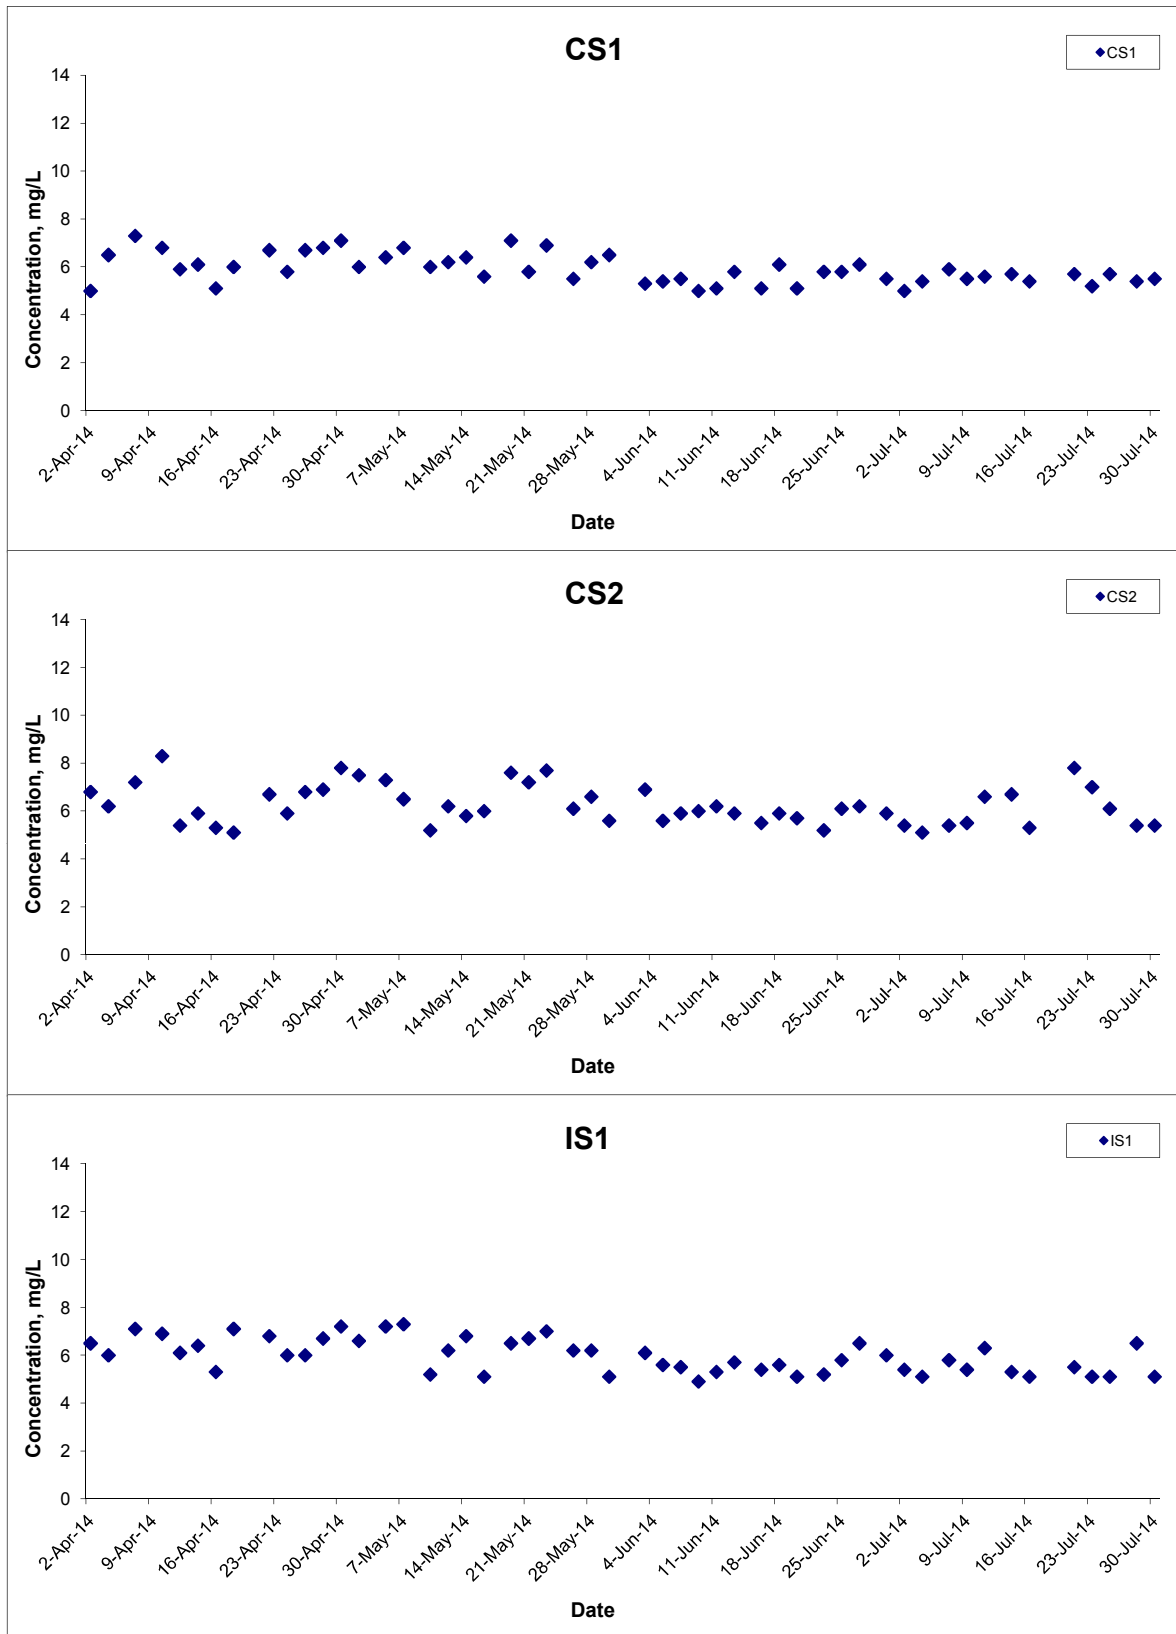 CS1
CS1
14
12
10
8
6
4
2
0
Concentration, mg/L
2-Apr-14
9-Apr-14
16-Apr-14
23-Apr-14
30-Apr-14
7-May-14
14-May-14
21-May-14
28-May-14
4-Jun-14
11-Jun-14
18-Jun-14
25-Jun-14
2-Jul-14
9-Jul-14
16-Jul-14
23-Jul-14
30-Jul-14
Date
CS2
CS2
14
12
10
8
6
4
2
0
Concentration, mg/L
2-Apr-14
9-Apr-14
16-Apr-14
23-Apr-14
30-Apr-14
7-May-14
14-May-14
21-May-14
28-May-14
4-Jun-14
11-Jun-14
18-Jun-14
25-Jun-14
2-Jul-14
9-Jul-14
16-Jul-14
23-Jul-14
30-Jul-14
Date
IS1
IS1
14
12
10
8
6
4
2
0
Concentration, mg/L
2-Apr-14
9-Apr-14
16-Apr-14
23-Apr-14
30-Apr-14
7-May-14
14-May-14
21-May-14
28-May-14
4-Jun-14
11-Jun-14
18-Jun-14
25-Jun-14
2-Jul-14
9-Jul-14
16-Jul-14
23-Jul-14
30-Jul-14
Date